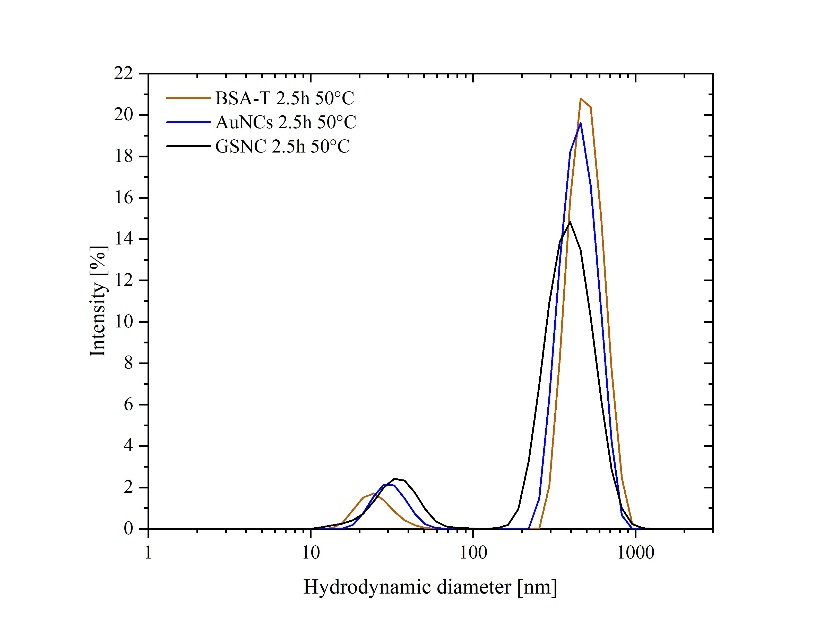 22
20
18
16
14
12
10
8
6
4
2
0
Intensity [%]
BSA-T 2.5h 50°C
AuNCs 2.5h 50°C
GSNC 2.5h 50°C
1 10 100 1000
Hydrodynamic diameter [nm]